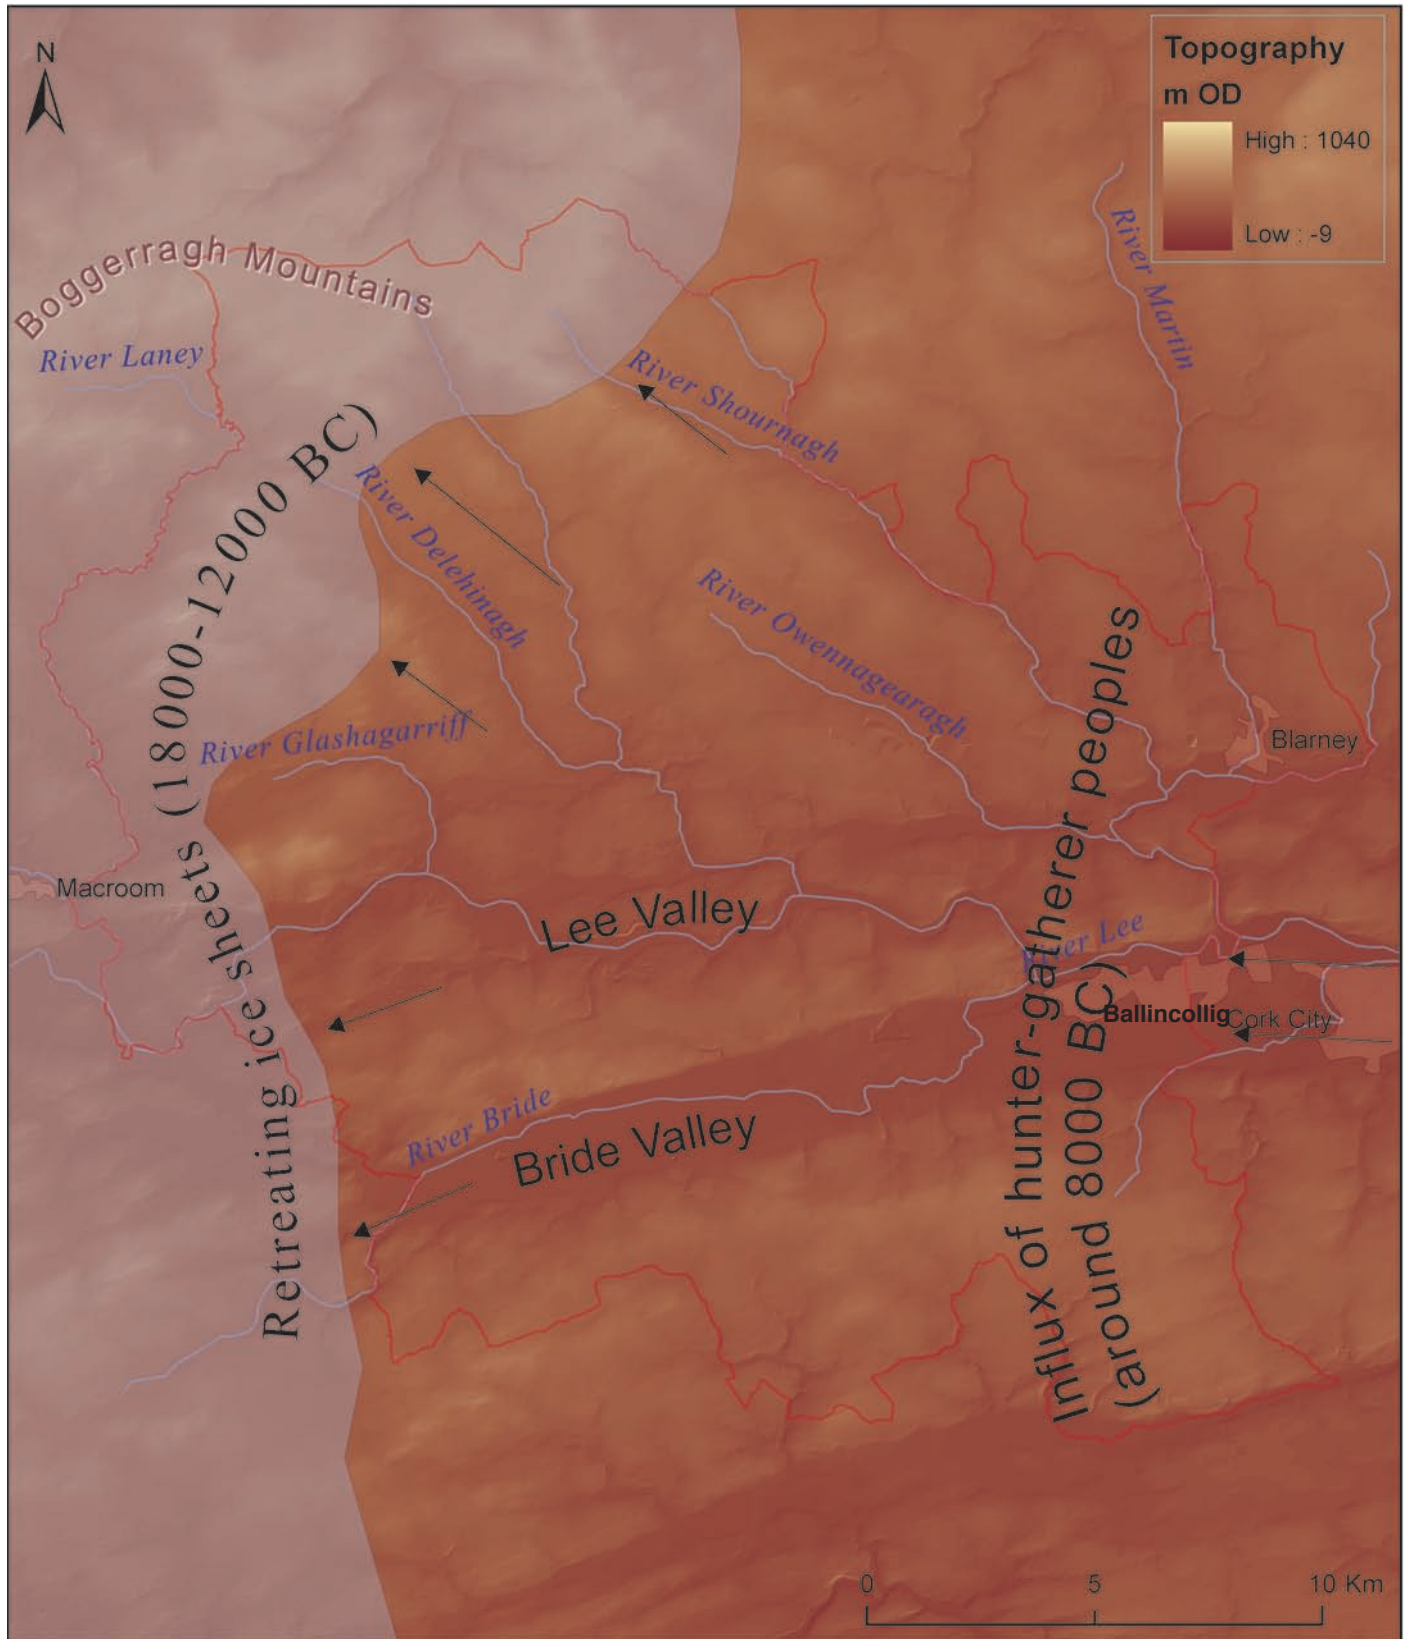 N
Topography
m OD
High : 1040
Low : -9
River Martin
Boggerragh Mountains
River Laney
River Shournagh
Retreating ice sheets (18000-12000 BC)
River Delehinagh
River Owennagearagh
River Glashagarriff
Influx of hunter-gatherer peoples
(around 8000 BC)
Blarney
Macroom
Lee Valley
River Lee
Ballincollig
Cork City
River Bride
Bride Valley
0 5 10 Km